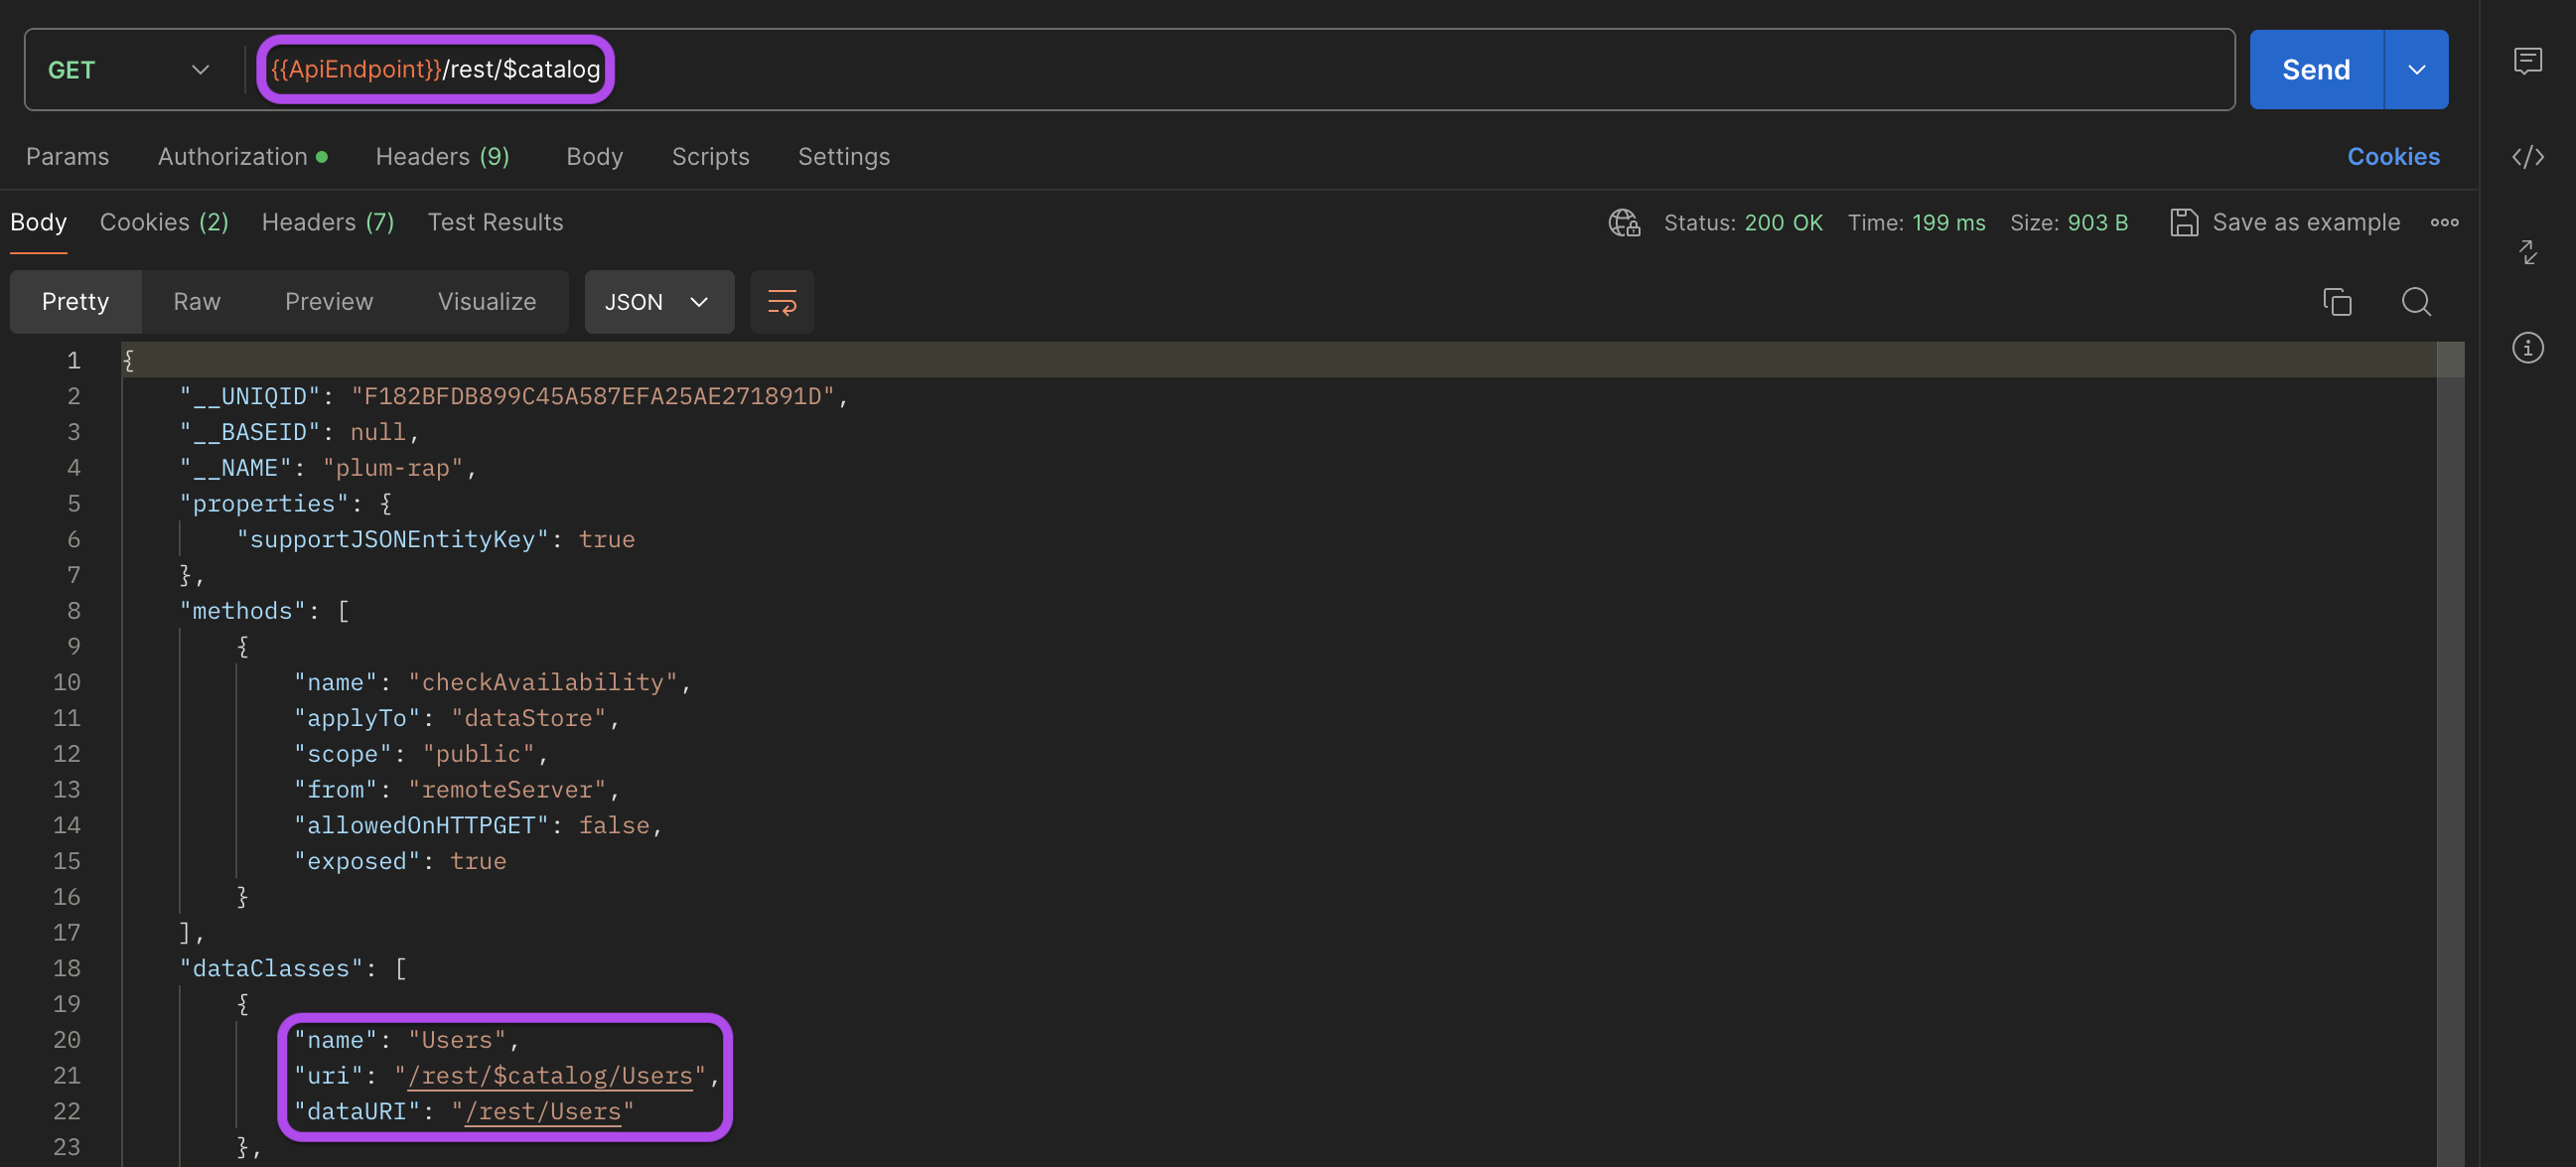 GET {{ApiEndpoint}}/rest/$catalog Send
Params Authorization Headers (9) Body Scripts Settings Cookies
Body Cookies (2) Headers (7) Test Results Status: 200 OK Time: 199 ms Size: 903 B Save as example
Pretty Raw Preview Visualize JSON
1 {
2 "__UNIQID": "F182BFDB899C45A587EFA25AE271891D",
3 "__BASEID": null,
4 "__NAME": "plum-rap",
5 "properties": {
6 "supportJSONEntityKey": true
7 },
8 "methods": [
9 {
10 "name": "checkAvailability",
11 "applyTo": "dataStore",
12 "scope": "public",
13 "from": "remoteServer",
14 "allowedOnHTTPGET": false,
15 "exposed": true
16 }
17 ],
18 "dataClasses": [
19 {
20 "name": "Users",
21 "uri": "/rest/$catalog/Users",
22 "dataURI": "/rest/Users"
23 },